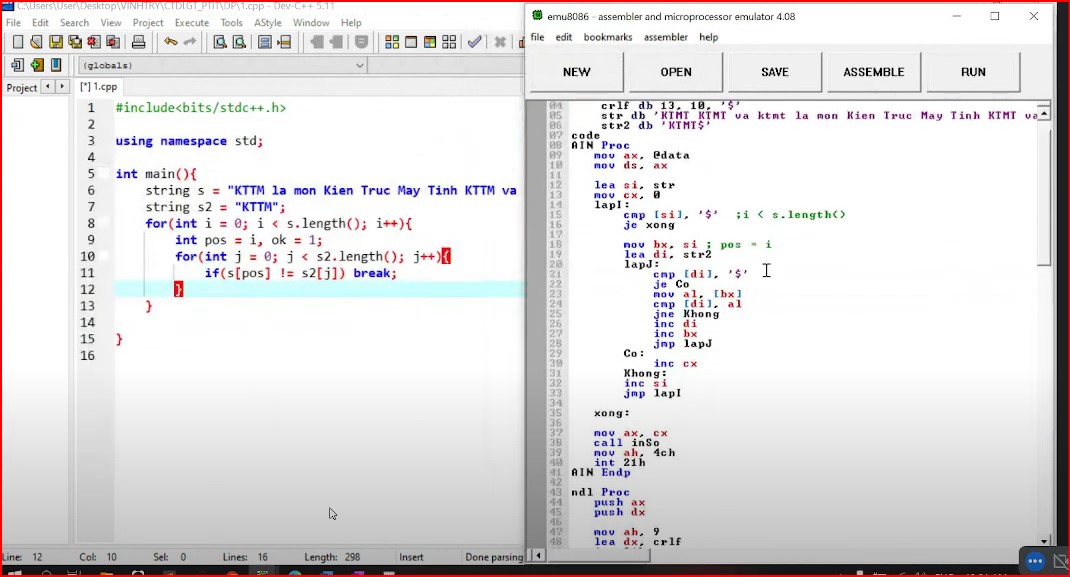 C:\Users\User\Desktop\VINHTRY\CTDLGT_PTIT\DP\1.cpp - Dev-C++ 5.11
File Edit Search View Project Execute Tools AStyle Window Help
(globals)
Project
[*] 1.cpp
1 #include<bits/stdc++.h>
2
3 using namespace std;
4
5 int main(){
6 string s = "KTTM la mon Kien Truc May Tinh KTTM va
7 string s2 = "KTTM";
8 for(int i = 0; i < s.length(); i++){
9 int pos = i, ok = 1;
10 for(int j = 0; j < s2.length(); j++){
11 if(s[pos] != s2[j]) break;
12 }
13 }
14
15 }
16
Line: 12 Col: 10 Sel: 0 Lines: 16 Length: 298 Insert Done parsing
emu8086 - assembler and microprocessor emulator 4.08
file edit bookmarks assembler help
NEW OPEN SAVE ASSEMBLE RUN
04 crlf db 13, 10, '$'
05 str db 'KTMT KTMT va ktmt la mon Kien Truc May Tinh KTMT va
06 str2 db 'KTMT$'
07 code
08 AIN Proc
09 mov ax, @data
10 mov ds, ax
11
12 lea si, str
13 mov cx, 0
14 lapI:
15 cmp [si], '$' ;i < s.length()
16 je xong
17
18 mov bx, si ; pos = i
19 lea di, str2
20 lapJ:
21 cmp [di], '$'
22 je Co
23 mov al, [bx]
24 cmp [di], al
25 jne Khong
26 inc di
27 inc bx
28 jmp lapJ
29 Co:
30 inc cx
31 Khong:
32 inc si
33 jmp lapI
34
35 xong:
36
37 mov ax, cx
38 call inSo
39 mov ah, 4ch
40 int 21h
41 AIN Endp
42
43 ndl Proc
44 push ax
45 push dx
46
47 mov ah, 9
48 lea dx, crlf